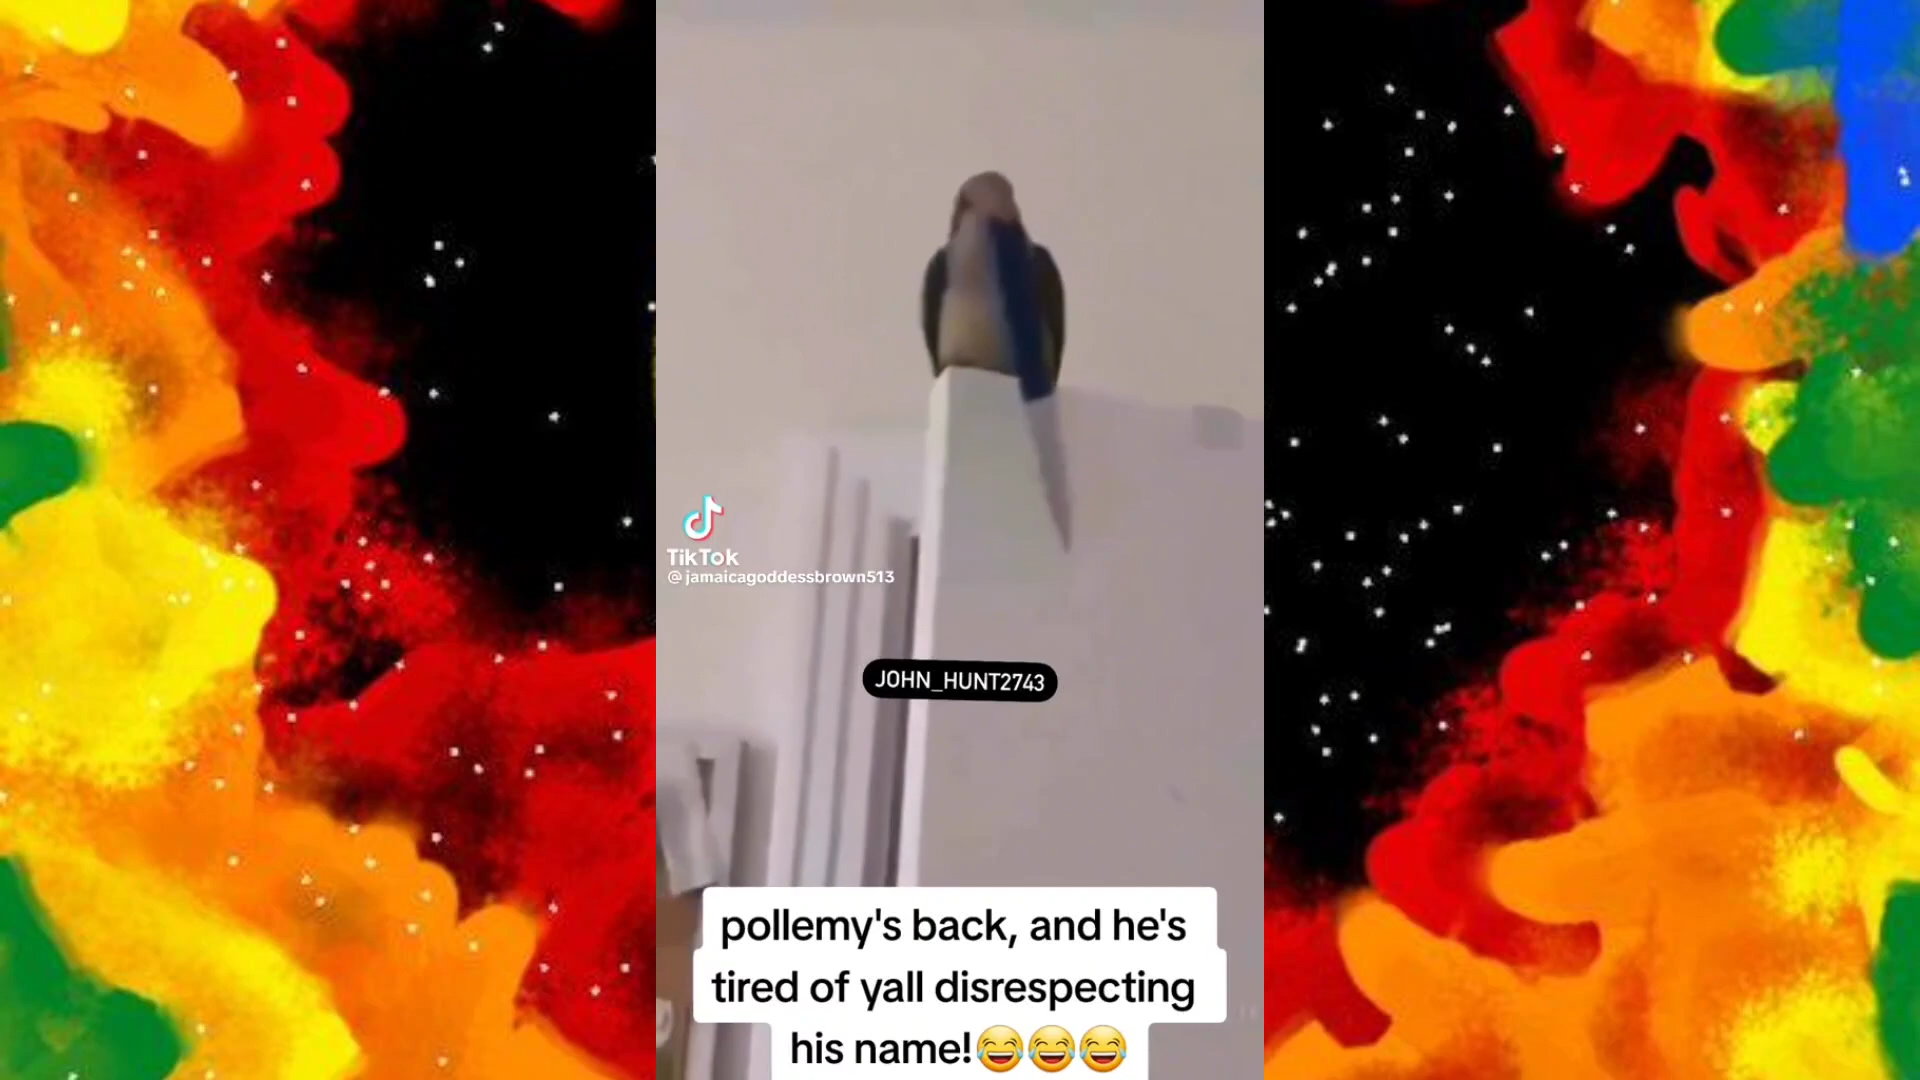 TikTok
@jamaicagoddessbrown513
JOHN_HUNT2743
pollemy's back, and he's
tired of yall disrespecting
his name!😂😂😂